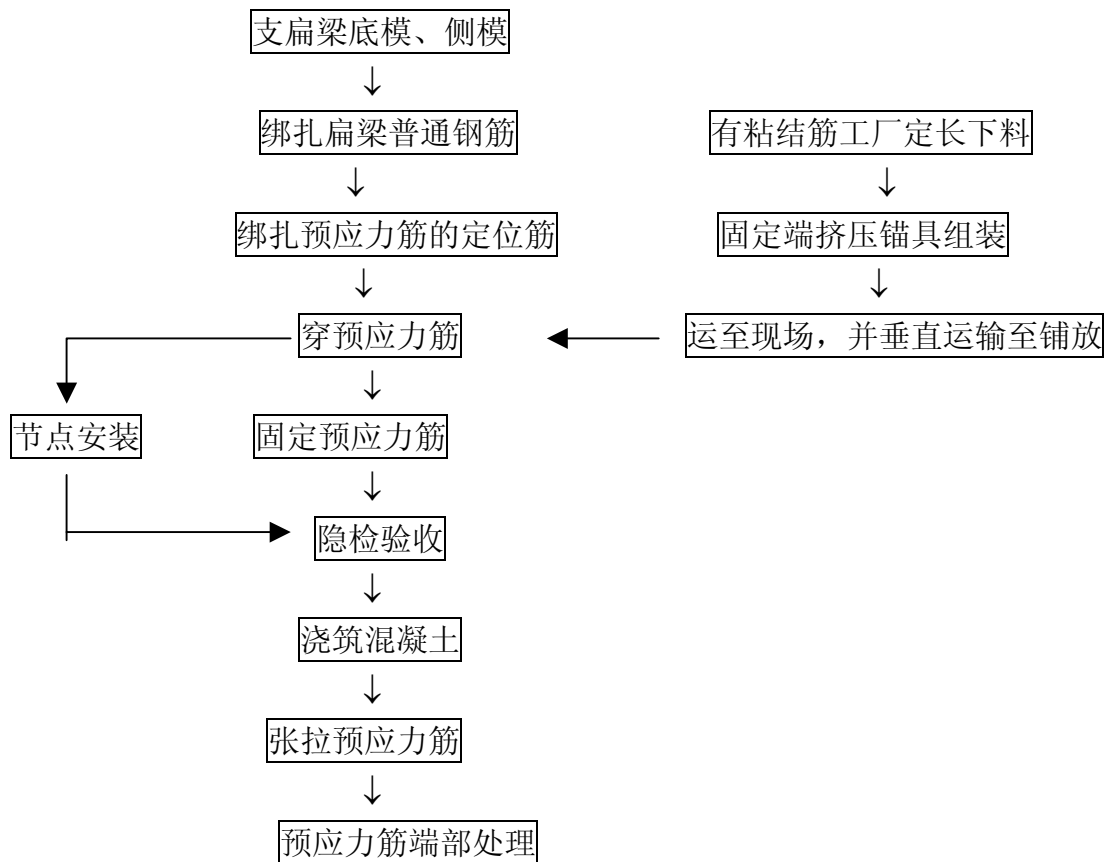 支扁梁底模、侧模
绑扎扁梁普通钢筋
有粘结筋工厂定长下料
绑扎预应力筋的定位筋
固定端挤压锚具组装
穿预应力筋
运至现场，并垂直运输至铺放
节点安装
固定预应力筋
隐检验收
浇筑混凝土
张拉预应力筋
预应力筋端部处理